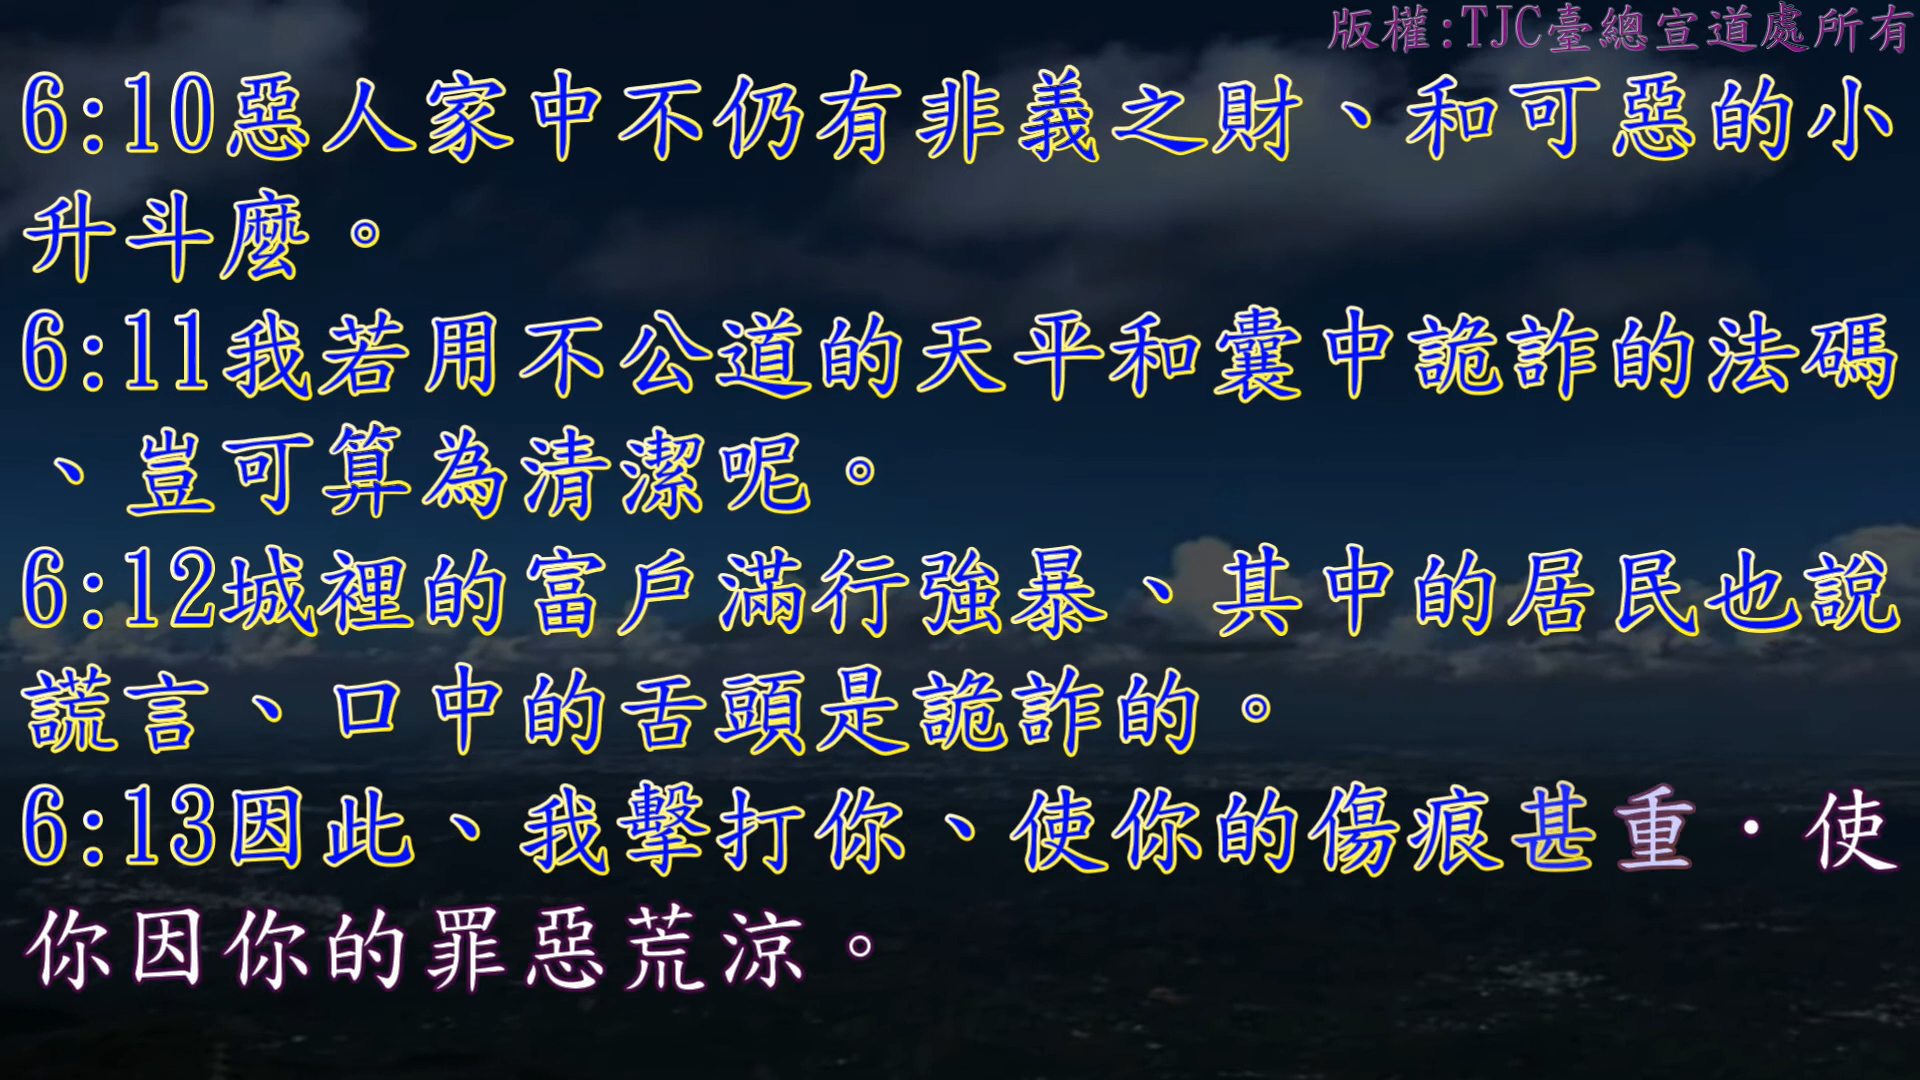 版權:TJC臺總宣道處所有
6:10惡人家中不仍有非義之財、和可惡的小
升斗麼。
6:11我若用不公道的天平和囊中詭詐的法碼
、豈可算為清潔呢。
6:12城裡的富戶滿行強暴、其中的居民也說
謊言、口中的舌頭是詭詐的。
6:13因此、我擊打你、使你的傷痕甚重．使
你因你的罪惡荒涼。